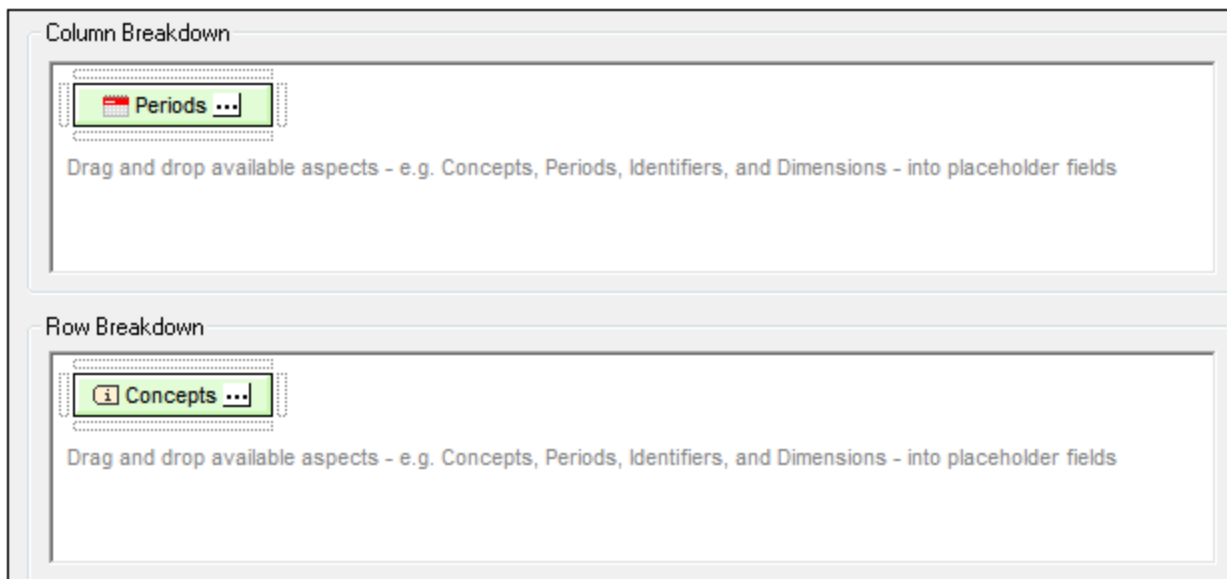 Column Breakdown
Periods ...
Drag and drop available aspects - e.g. Concepts, Periods, Identifiers, and Dimensions - into placeholder fields
Row Breakdown
i Concepts ...
Drag and drop available aspects - e.g. Concepts, Periods, Identifiers, and Dimensions - into placeholder fields